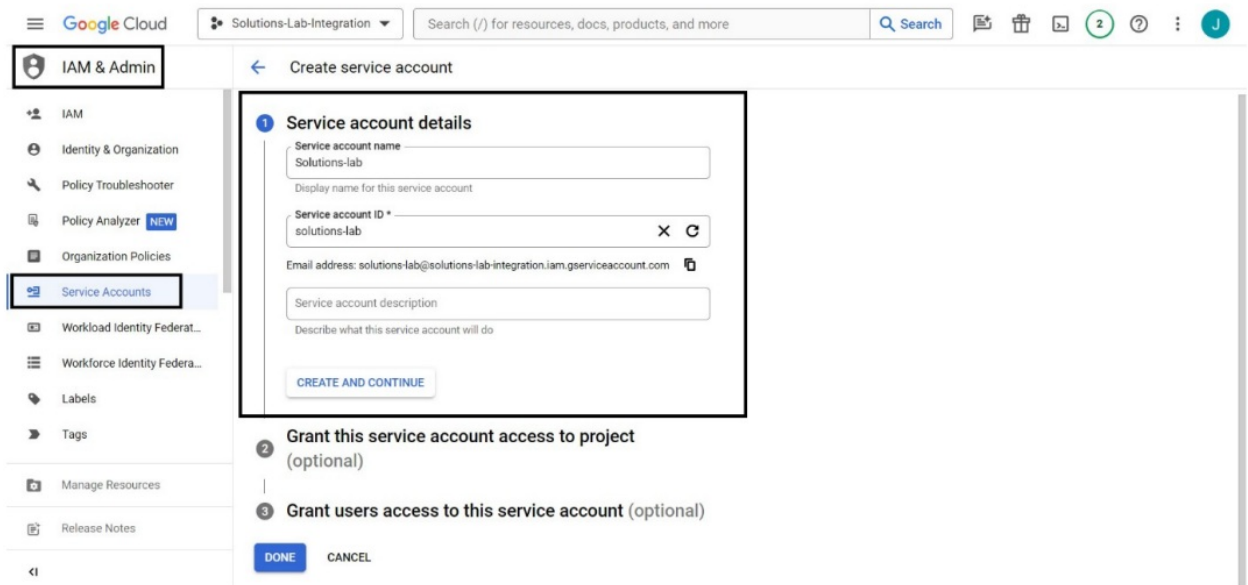 Google Cloud
Solutions-Lab-Integration
Search (/) for resources, docs, products, and more
Search
2
J
IAM & Admin
Create service account
IAM
Identity & Organization
Policy Troubleshooter
Policy Analyzer NEW
Organization Policies
Service Accounts
Workload Identity Federat...
Workforce Identity Federa...
Labels
Tags
Manage Resources
Release Notes
1 Service account details
Service account name
Solutions-lab
Display name for this service account
Service account ID *
solutions-lab
Email address: solutions-lab@solutions-lab-integration.iam.gserviceaccount.com
Service account description
Describe what this service account will do
CREATE AND CONTINUE
2 Grant this service account access to project
(optional)
3 Grant users access to this service account (optional)
DONE CANCEL